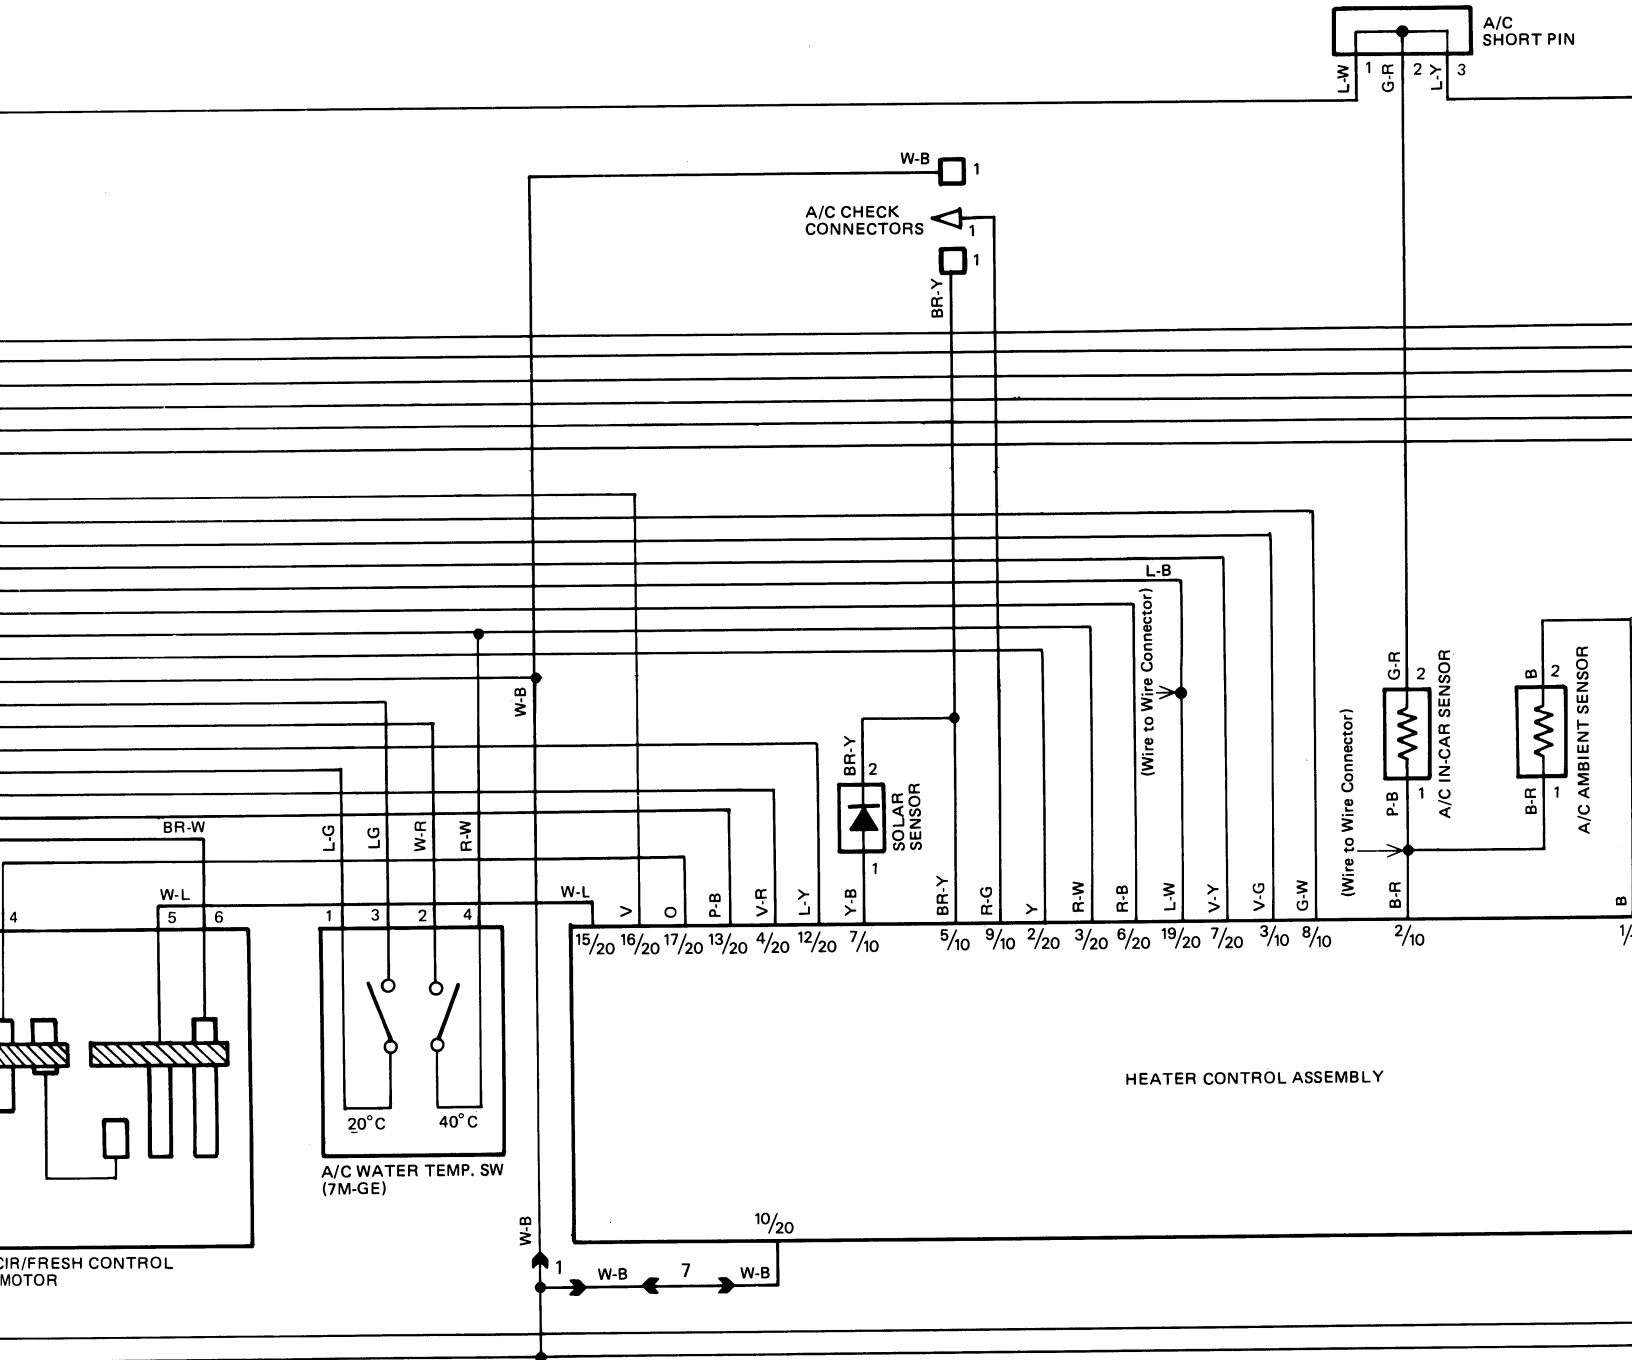 A/C
SHORT PIN
L-W
1
G-R
2
L-Y
3
W-B
1
A/C CHECK
CONNECTORS
1
1
BR-Y
L-B
(Wire to Wire Connector)
W-B
G-R
2
A/C IN-CAR SENSOR
P-B
1
B
2
A/C AMBIENT SENSOR
B-R
1
(Wire to Wire Connector)
BR-Y
2
SOLAR
SENSOR
1
BR-W
L-G
LG
W-R
R-W
W-L
W-L
4
5
6
1
3
2
4
V
O
P-B
V-R
L-Y
Y-B
BR-Y
R-G
Y
R-W
R-B
L-W
V-Y
V-G
G-W
B-R
B
15/20
16/20
17/20
13/20
4/20
12/20
7/10
5/10
9/10
2/20
3/20
6/20
19/20
7/20
3/10
8/10
2/10
1/
20°C
40°C
HEATER CONTROL ASSEMBLY
A/C WATER TEMP. SW
(7M-GE)
CIR/FRESH CONTROL
MOTOR
W-B
10/20
1
W-B
7
W-B